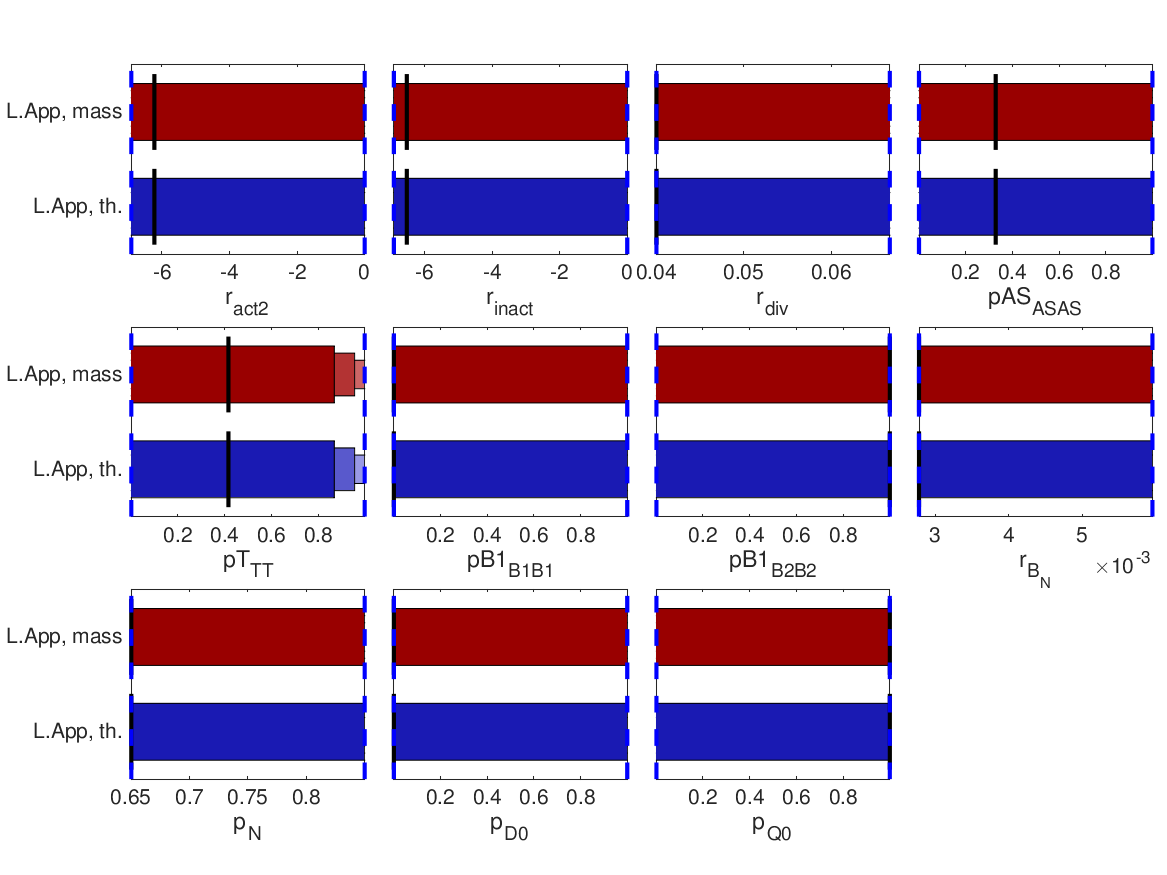 L.App, mass
L.App, th.
-6 -4 -2 0
r_act2
-6 -4 -2 0
r_inact
0.04 0.05 0.06
r_div
0.2 0.4 0.6 0.8
pAS_ASAS
L.App, mass
L.App, th.
0.2 0.4 0.6 0.8
pT_TT
0.2 0.4 0.6 0.8
pB1_B1B1
0.2 0.4 0.6 0.8
pB1_B2B2
3 4 5
×10^-3
r_B_N
L.App, mass
L.App, th.
0.65 0.7 0.75 0.8
p_N
0.2 0.4 0.6 0.8
p_D0
0.2 0.4 0.6 0.8
p_Q0